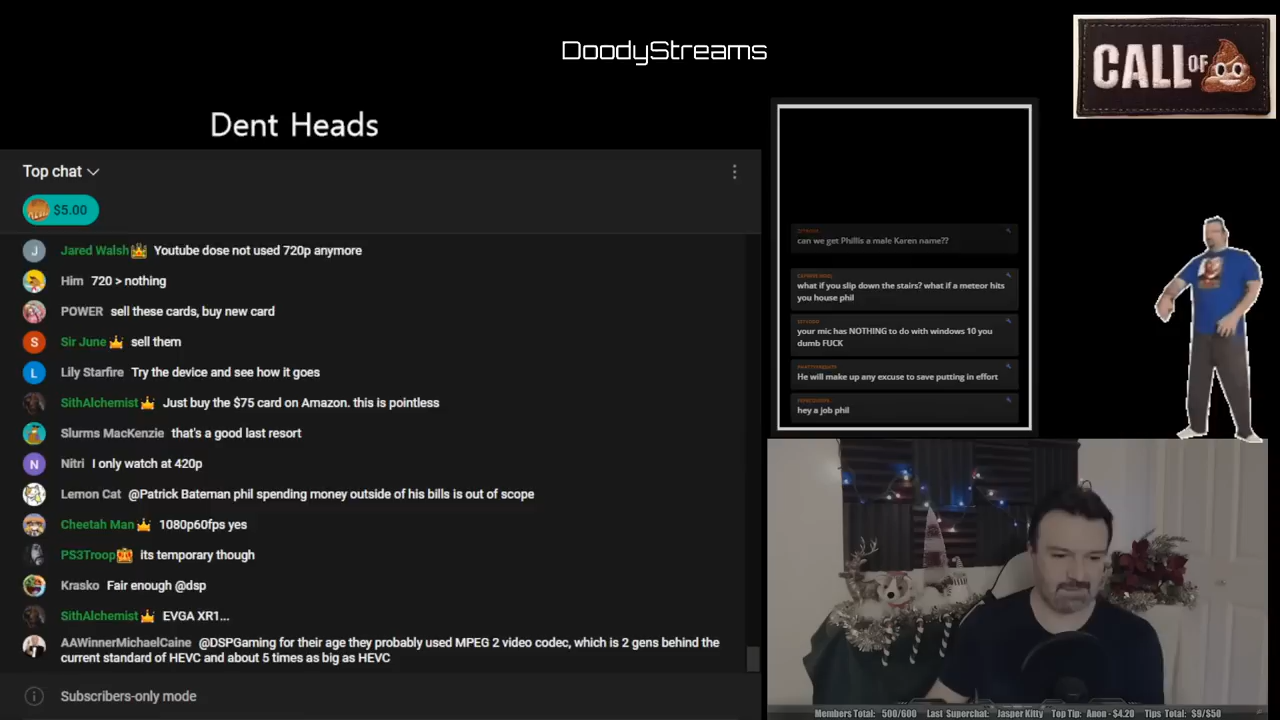 DoodyStreams
CALL OF
Dent Heads
Top chat
$5.00
Jared Walsh Youtube dose not used 720p anymore
Him 720 > nothing
POWER sell these cards, buy new card
Sir June sell them
Lily Starfire Try the device and see how it goes
SithAlchemist Just buy the $75 card on Amazon. this is pointless
Slurms MacKenzie that's a good last resort
Nitri I only watch at 420p
Lemon Cat @Patrick Bateman phil spending money outside of his bills is out of scope
Cheetah Man 1080p60fps yes
PS3Troop its temporary though
Krasko Fair enough @dsp
SithAlchemist EVGA XR1...
AAWinnerMichaelCaine @DSPGaming for their age they probably used MPEG 2 video codec, which is 2 gens behind the
current standard of HEVC and about 5 times as big as HEVC
Subscribers-only mode
can we get Phillis a male Karen name??
what if you slip down the stairs? what if a meteor hits
you house phil
your mic has NOTHING to do with windows 10 you
dumb FUCK
He will make up any excuse to save putting in effort
hey a job phil
Members Total: 500/600 Last Superchat: Jasper Kitty Top Tip: Anon - $4.20 Tips Total: $9/$50